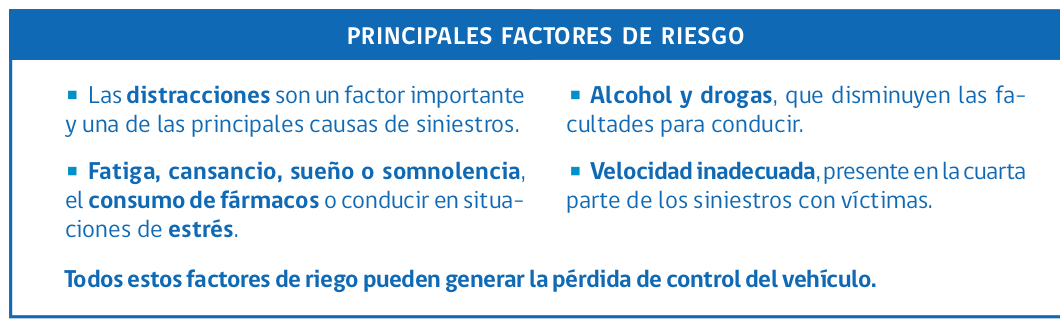 PRINCIPALES FACTORES DE RIESGO
▪ Las distracciones son un factor importante
y una de las principales causas de siniestros.
▪ Fatiga, cansancio, sueño o somnolencia,
el consumo de fármacos o conducir en situa-
ciones de estrés.
▪ Alcohol y drogas, que disminuyen las fa-
cultades para conducir.
▪ Velocidad inadecuada, presente en la cuarta
parte de los siniestros con víctimas.
Todos estos factores de riego pueden generar la pérdida de control del vehículo.